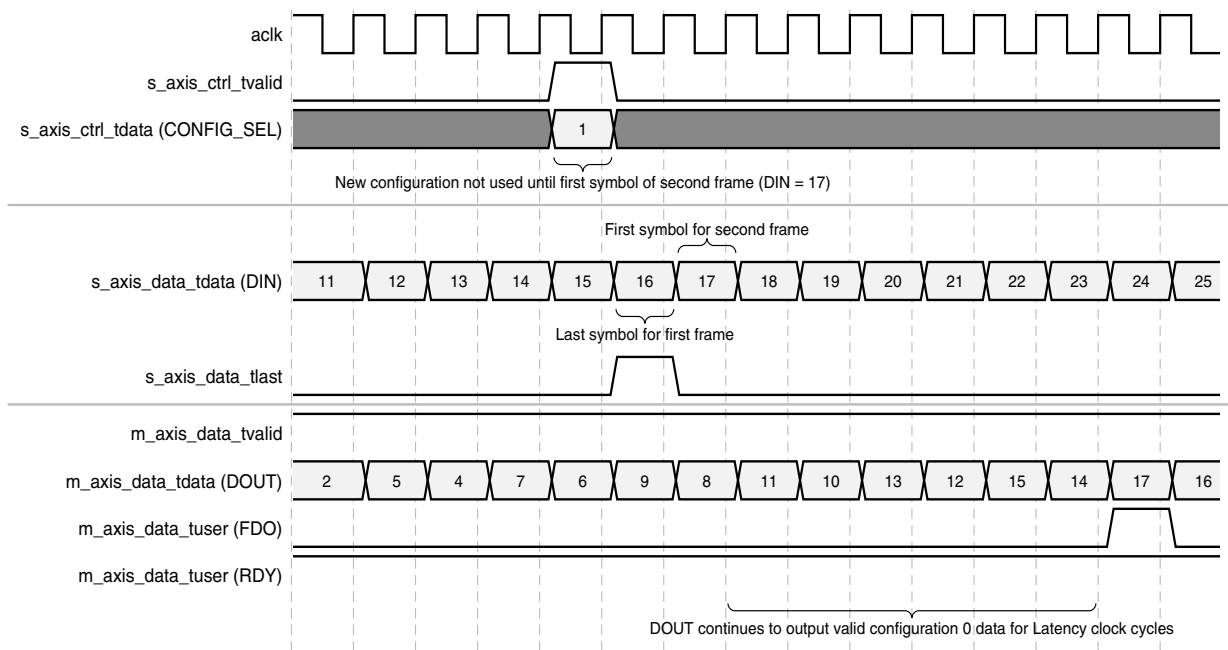 aclk
s_axis_ctrl_tvalid
s_axis_ctrl_tdata (CONFIG_SEL) 1
New configuration not used until first symbol of second frame (DIN = 17)
First symbol for second frame
s_axis_data_tdata (DIN) 11 12 13 14 15 16 17 18 19 20 21 22 23 24 25
Last symbol for first frame
s_axis_data_tlast
m_axis_data_tvalid
m_axis_data_tdata (DOUT) 2 5 4 7 6 9 8 11 10 13 12 15 14 17 16
m_axis_data_tuser (FDO)
m_axis_data_tuser (RDY)
DOUT continues to output valid configuration 0 data for Latency clock cycles